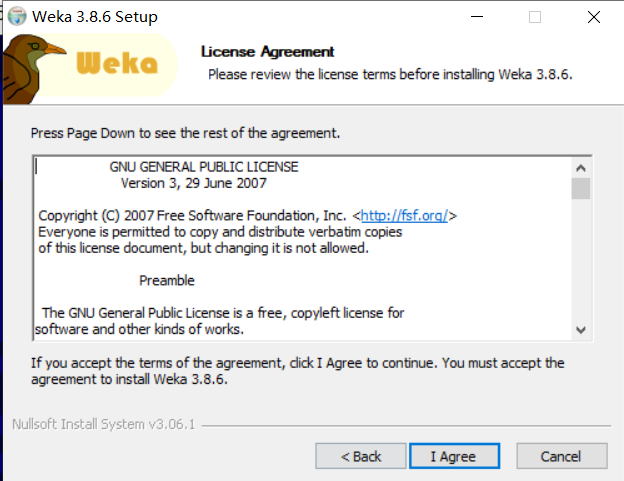 Weka 3.8.6 Setup
Weka
License Agreement
Please review the license terms before installing Weka 3.8.6.
Press Page Down to see the rest of the agreement.
GNU GENERAL PUBLIC LICENSE
Version 3, 29 June 2007
Copyright (C) 2007 Free Software Foundation, Inc. <http://fsf.org/>
Everyone is permitted to copy and distribute verbatim copies
of this license document, but changing it is not allowed.
Preamble
The GNU General Public License is a free, copyleft license for
software and other kinds of works.
If you accept the terms of the agreement, click I Agree to continue. You must accept the
agreement to install Weka 3.8.6.
Nullsoft Install System v3.06.1
< Back I Agree Cancel